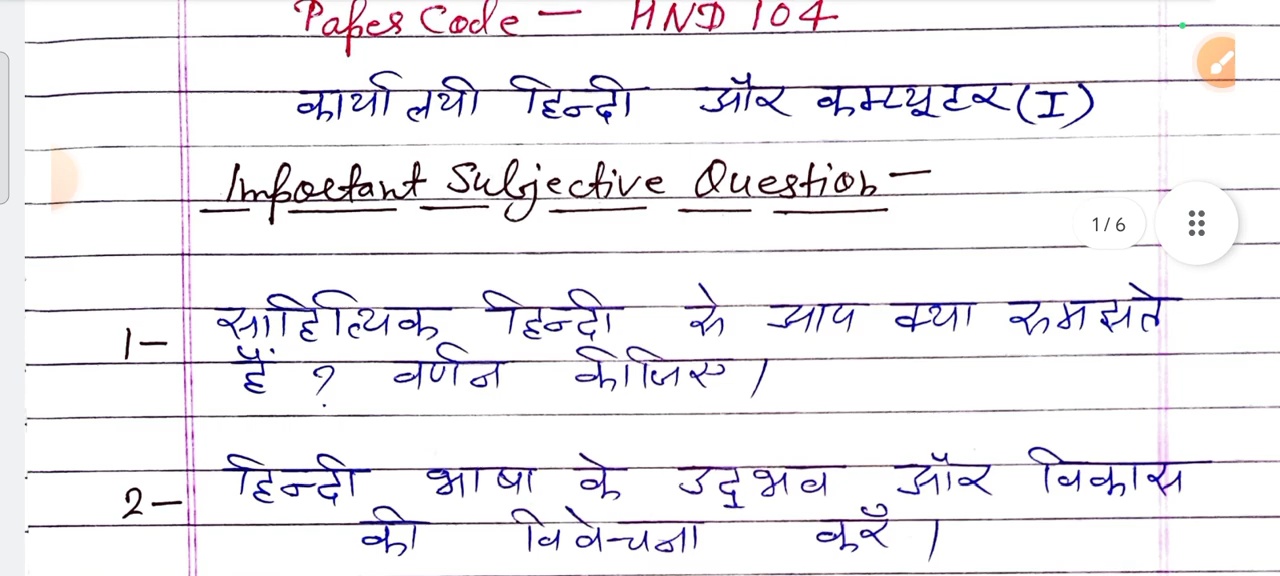 Paper Code - HND 104
कार्यालयी हिन्दी और कम्प्यूटर (I)
Important Subjective Question -
1/6
1- साहित्यिक हिन्दी से आप क्या समझते
हैं ? वर्णन कीजिए ।
2- हिन्दी भाषा के उद्भव और विकास
की विवेचना करें ।